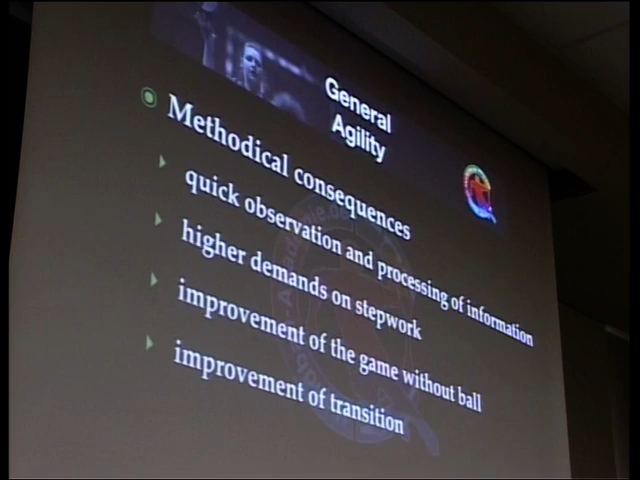 General
Agility
Methodical consequences
quick observation and processing of information
higher demands on stepwork
improvement of the game without ball
improvement of transition